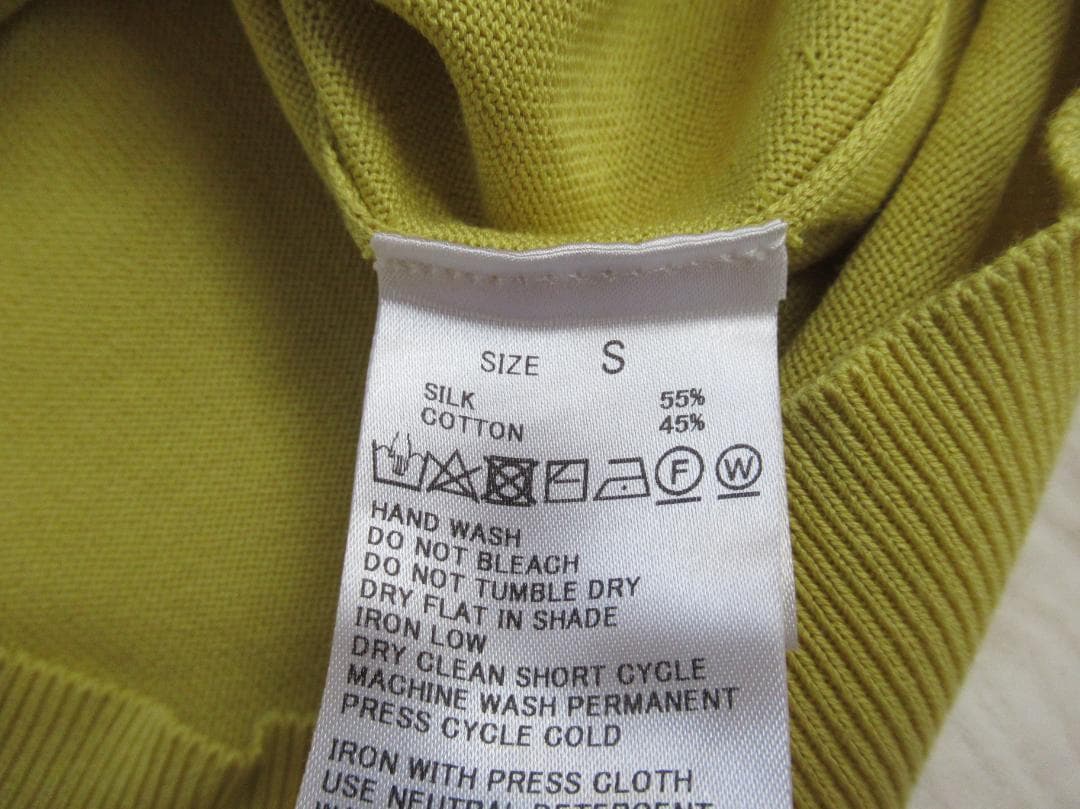 SIZE S
SILK 55%
COTTON 45%
F W
HAND WASH
DO NOT BLEACH
DO NOT TUMBLE DRY
DRY FLAT IN SHADE
IRON LOW
DRY CLEAN SHORT CYCLE
MACHINE WASH PERMANENT
PRESS CYCLE COLD
IRON WITH PRESS CLOTH
USE NEUTRAL DETERGENT